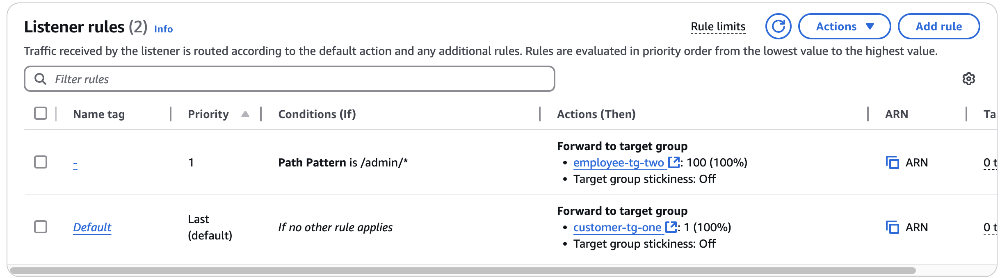 Listener rules (2) Info Rule limits Actions Add rule
Traffic received by the listener is routed according to the default action and any additional rules. Rules are evaluated in priority order from the lowest value to the highest value.
Filter rules
Name tag Priority Conditions (If) Actions (Then) ARN Ta
Forward to target group
- 1 Path Pattern is /admin/* • employee-tg-two : 100 (100%) ARN 0 t
• Target group stickiness: Off
Forward to target group
Last
Default If no other rule applies • customer-tg-one : 1 (100%) ARN 0 t
(default)
• Target group stickiness: Off